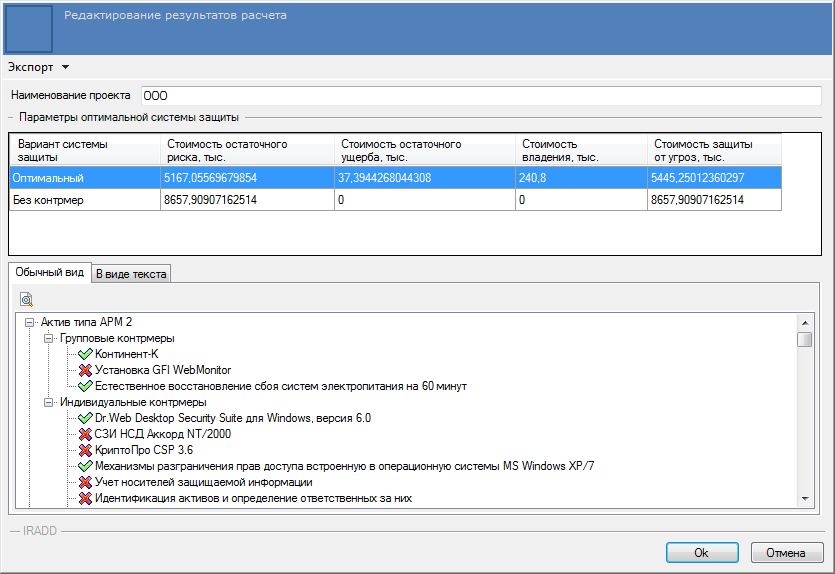 Редактирование результатов расчета
Экспорт
Наименование проекта ООО
Параметры оптимальной системы защиты
Вариант системы защиты Стоимость остаточного риска, тыс. Стоимость остаточного ущерба, тыс. Стоимость владения, тыс. Стоимость защиты от угроз, тыс.
Оптимальный 5167,05569679854 37,3944268044308 240,8 5445,25012360297
Без контрмер 8657,90907162514 0 0 8657,90907162514
Обычный вид В виде текста
Актив типа АРМ 2
Групповые контрмеры
Континент-К
Установка GFI WebMonitor
Естественное восстановление сбоя систем электропитания на 60 минут
Индивидуальные контрмеры
Dr.Web Desktop Security Suite для Windows, версия 6.0
СЗИ НСД Аккорд NT/2000
КриптоПро CSP 3.6
Механизмы разграничения прав доступа встроенную в операционную системы MS Windows XP/7
Учет носителей защищаемой информации
Идентификация активов и определение ответственных за них
IRADD
Ok Отмена